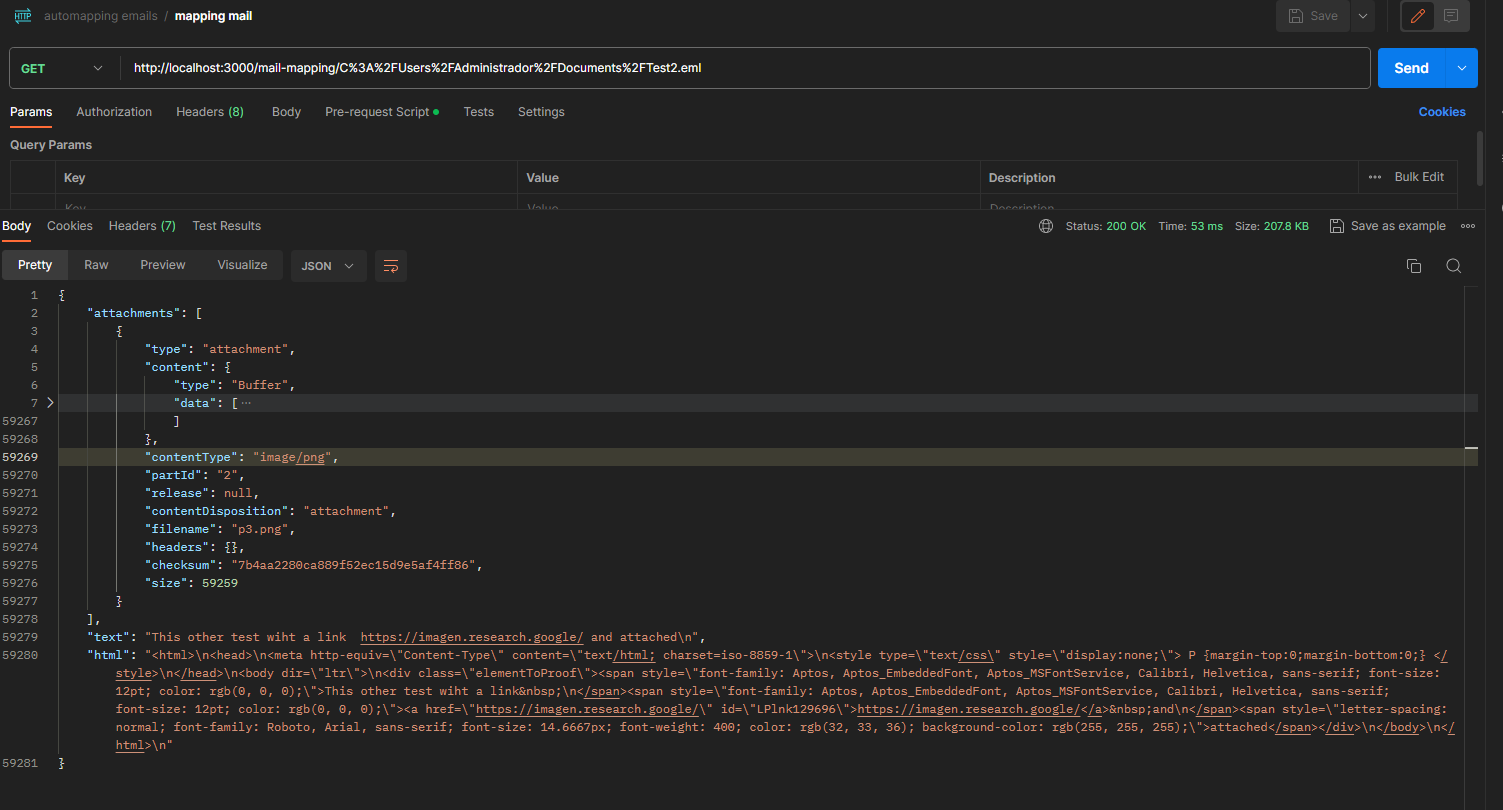 HTTP automapping emails / mapping mail Save
GET http://localhost:3000/mail-mapping/C%3A%2FUsers%2FAdministrador%2FDocuments%2FTest2.eml Send
Params Authorization Headers (8) Body Pre-request Script Tests Settings Cookies
Query Params
Key Value Description ••• Bulk Edit
Key Value Description
Body Cookies Headers (7) Test Results Status: 200 OK Time: 53 ms Size: 207.8 KB Save as example
Pretty Raw Preview Visualize JSON
1 {
2 "attachments": [
3 {
4 "type": "attachment",
5 "content": {
6 "type": "Buffer",
7 "data": [ ···
59267 ]
59268 },
59269 "contentType": "image/png",
59270 "partId": "2",
59271 "release": null,
59272 "contentDisposition": "attachment",
59273 "filename": "p3.png",
59274 "headers": {},
59275 "checksum": "7b4aa2280ca889f52ec15d9e5af4ff86",
59276 "size": 59259
59277 }
59278 ],
59279 "text": "This other test wiht a link  https://imagen.research.google/ and attached\n",
59280 "html": "<html>\n<head>\n<meta http-equiv=\"Content-Type\" content=\"text/html; charset=iso-8859-1\">\n<style type=\"text/css\" style=\"display:none;\"> P {margin-top:0;margin-bottom:0;} </
style>\n</head>\n<body dir=\"ltr\">\n<div class=\"elementToProof\"><span style=\"font-family: Aptos, Aptos_EmbeddedFont, Aptos_MSFontService, Calibri, Helvetica, sans-serif; font-size:
12pt; color: rgb(0, 0, 0);\">This other test wiht a link&nbsp;\n</span><span style=\"font-family: Aptos, Aptos_EmbeddedFont, Aptos_MSFontService, Calibri, Helvetica, sans-serif;
font-size: 12pt; color: rgb(0, 0, 0);\"><a href=\"https://imagen.research.google/\" id=\"LPlnk129696\">https://imagen.research.google/</a>&nbsp;and\n</span><span style=\"letter-spacing:
normal; font-family: Roboto, Arial, sans-serif; font-size: 14.6667px; font-weight: 400; color: rgb(32, 33, 36); background-color: rgb(255, 255, 255);\">attached</span></div>\n</body>\n</
html>\n"
59281 }